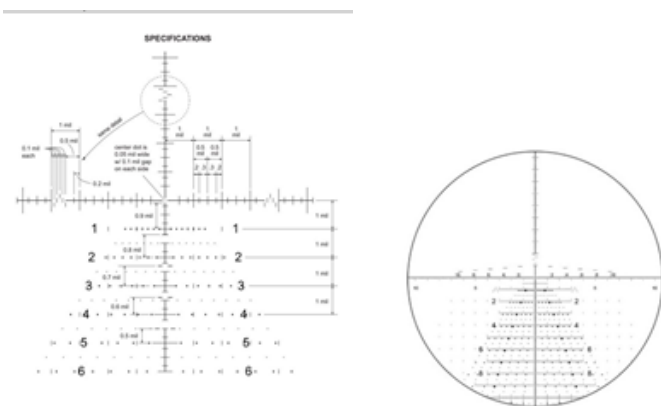 SPECIFICATIONS
1 mil
0.5 mil
0.1 mil
each
same detail
0.2 mil
center dot is
0.05 mil wide
w/ 0.1 mil gap
on each side
1
mil
1
mil
1
mil
0.5
mil
0.5
mil
0.9 mil
1 mil
1
1
0.8 mil
1 mil
2
2
0.7 mil
1 mil
3
3
0.6 mil
1 mil
4
4
0.5 mil
5
5
6
6
2
2
4
4
6
6
8
8